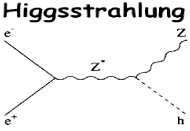 Higgsstrahlung
e⁻ Z
Z*
e⁺ h